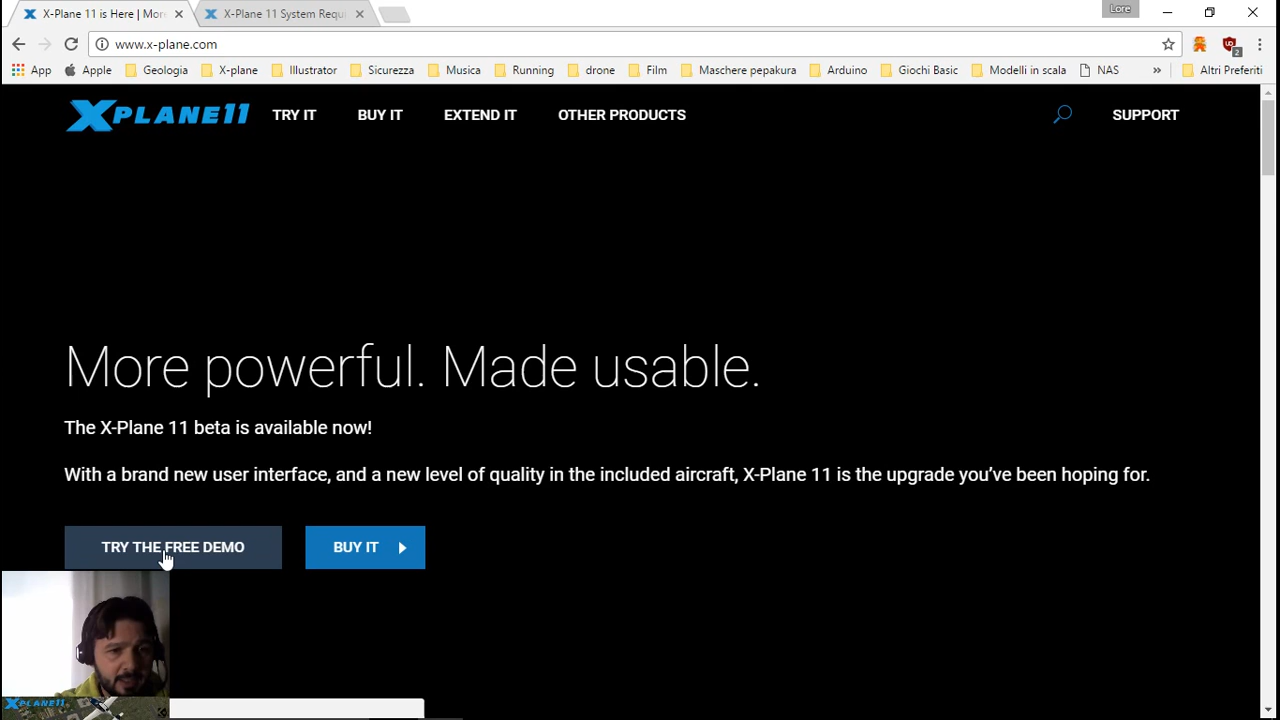 X-Plane 11 is Here | Mor
X-Plane 11 System Requi
Lore
www.x-plane.com
2
App
Apple
Geologia
X-plane
Illustrator
Sicurezza
Musica
Running
drone
Film
Maschere pepakura
Arduino
Giochi Basic
Modelli in scala
NAS
»
Altri Preferiti
XPLANE11
TRY IT
BUY IT
EXTEND IT
OTHER PRODUCTS
SUPPORT
More powerful. Made usable.
The X-Plane 11 beta is available now!
With a brand new user interface, and a new level of quality in the included aircraft, X-Plane 11 is the upgrade you’ve been hoping for.
TRY THE FREE DEMO
BUY IT
XPLANE11